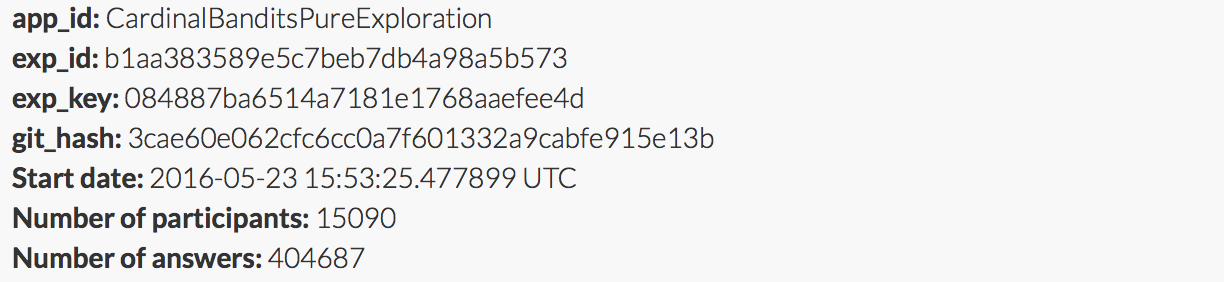 app_id: CardinalBanditsPureExploration
exp_id: b1aa383589e5c7beb7db4a98a5b573
exp_key: 084887ba6514a7181e1768aaefee4d
git_hash: 3cae60e062cfc6cc0a7f601332a9cabfe915e13b
Start date: 2016-05-23 15:53:25.477899 UTC
Number of participants: 15090
Number of answers: 404687